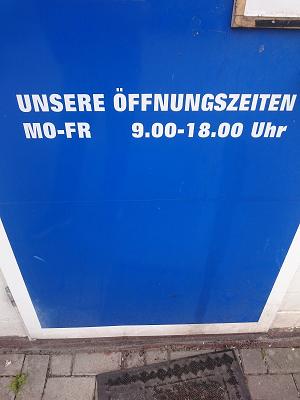 UNSERE ÖFFNUNGSZEITEN
MO-FR 9.00-18.00 Uhr